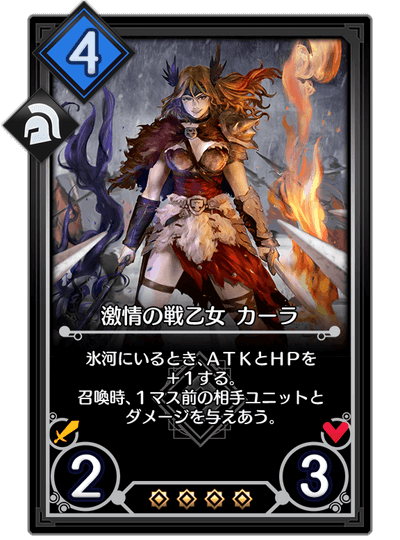 4
激情の戦乙女 カーラ
氷河にいるとき、ATKとHPを
+1する。
召喚時、1マス前の相手ユニットと
ダメージを与えあう。
2
3